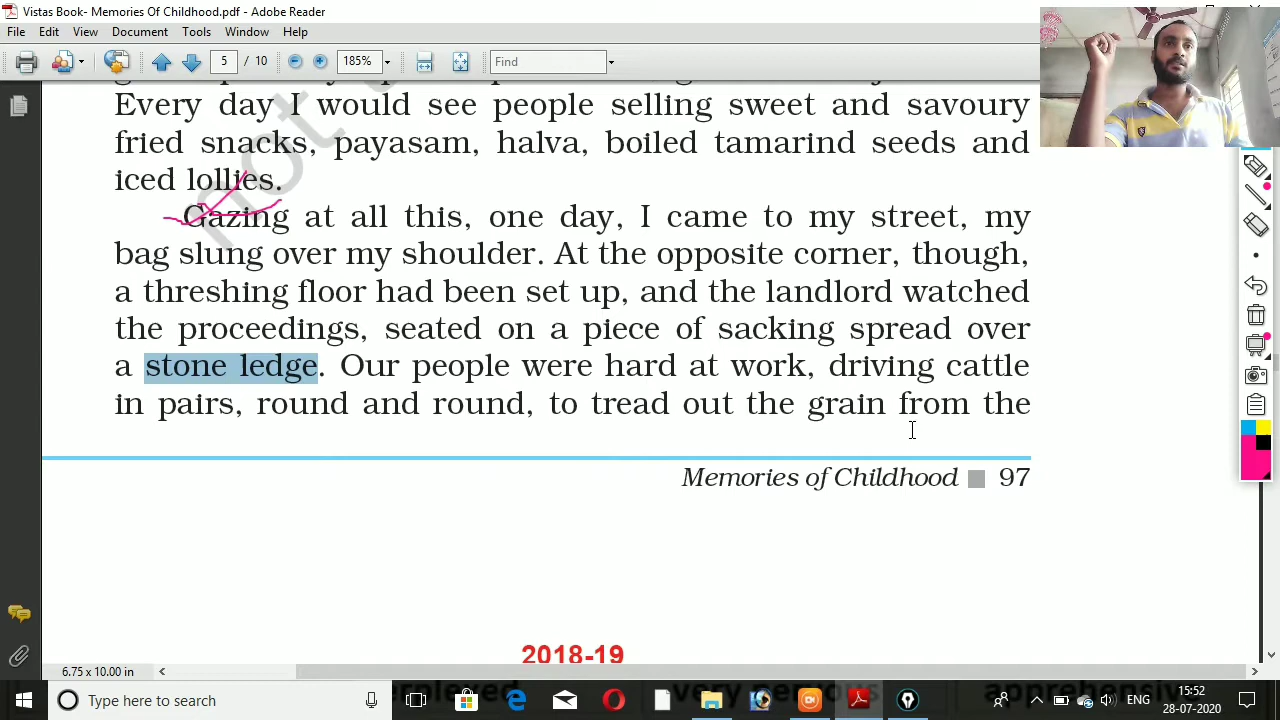 Vistas Book- Memories Of Childhood.pdf - Adobe Reader
File Edit View Document Tools Window Help
5 / 10 185% Find
Every day I would see people selling sweet and savoury
fried snacks, payasam, halva, boiled tamarind seeds and
iced lollies.
Gazing at all this, one day, I came to my street, my
bag slung over my shoulder. At the opposite corner, though,
a threshing floor had been set up, and the landlord watched
the proceedings, seated on a piece of sacking spread over
a stone ledge. Our people were hard at work, driving cattle
in pairs, round and round, to tread out the grain from the
Memories of Childhood 97
not
2018-19
6.75 x 10.00 in
very nervous
Type here to search
ENG
15:52
28-07-2020